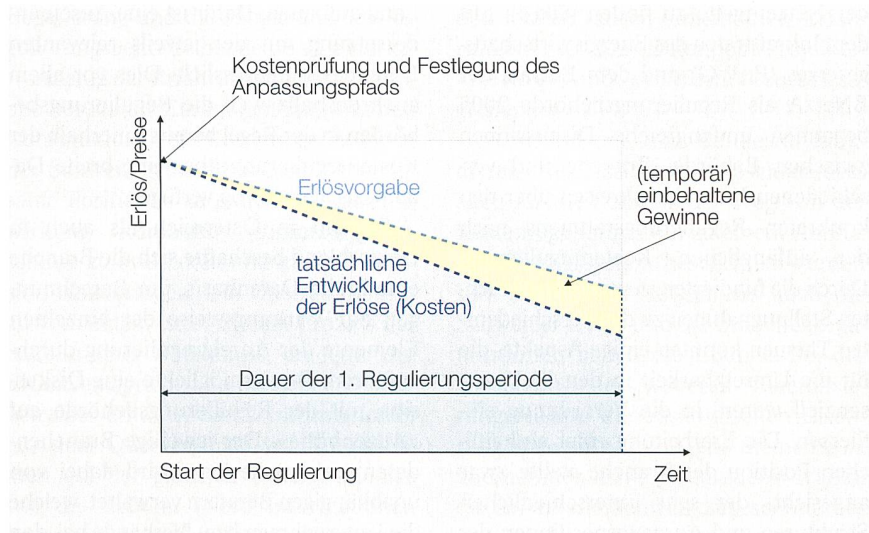 Kostenprüfung und Festlegung des
Anpassungspfads
Erlös/Preise
Erlösvorgabe
(temporär)
einbehaltene
Gewinne
tatsächliche
Entwicklung
der Erlöse (Kosten)
Dauer der 1. Regulierungsperiode
Start der Regulierung
Zeit